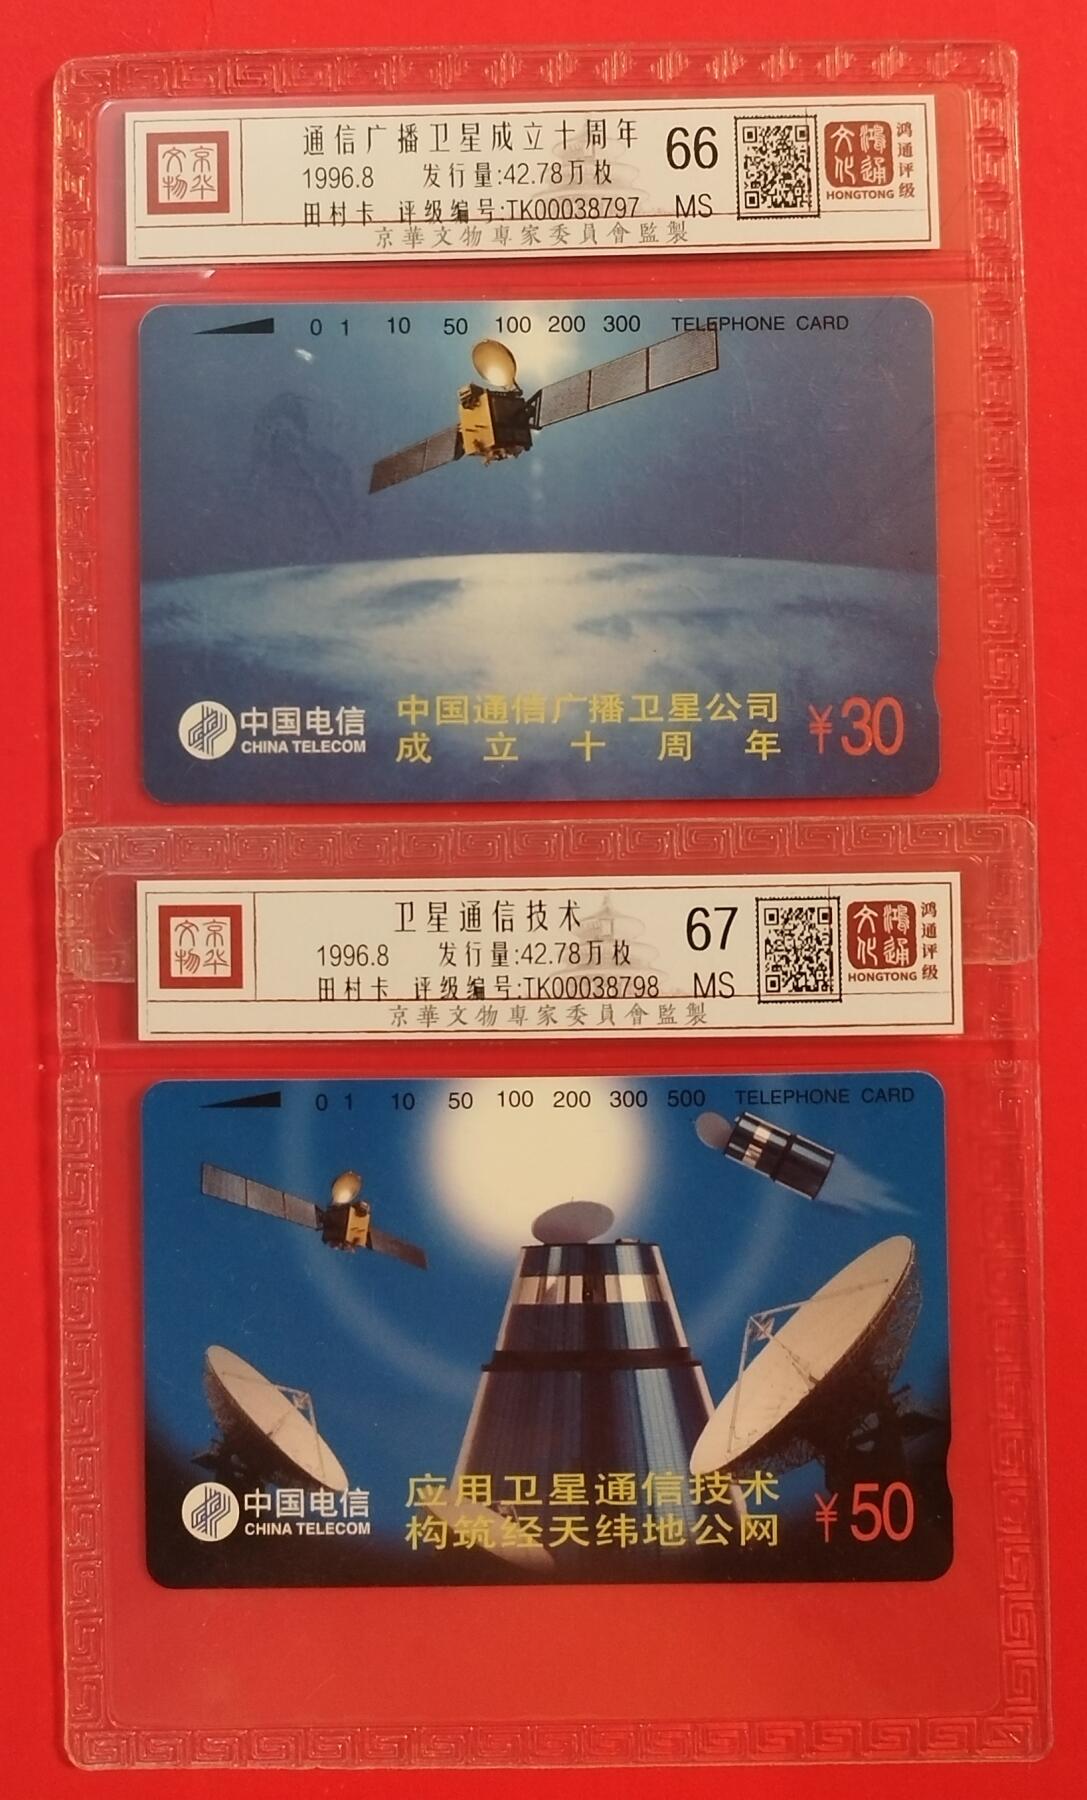 京华文物
通信广播卫星成立十周年
1996.8 发行量:42.78万枚
田村卡 评级编号:TK00038797
66
MS
鸿通文化
HONGTONG
鸿通评级
京華文物專家委員會監製
0 1 10 50 100 200 300 TELEPHONE CARD
中国电信
CHINA TELECOM
中国通信广播卫星公司
成立十周年
¥30
京华文物
卫星通信技术
1996.8 发行量:42.78万枚
田村卡 评级编号:TK00038798
67
MS
鸿通文化
HONGTONG
鸿通评级
京華文物專家委員會監製
0 1 10 50 100 200 300 500 TELEPHONE CARD
中国电信
CHINA TELECOM
应用卫星通信技术
构筑经天纬地公网
¥50